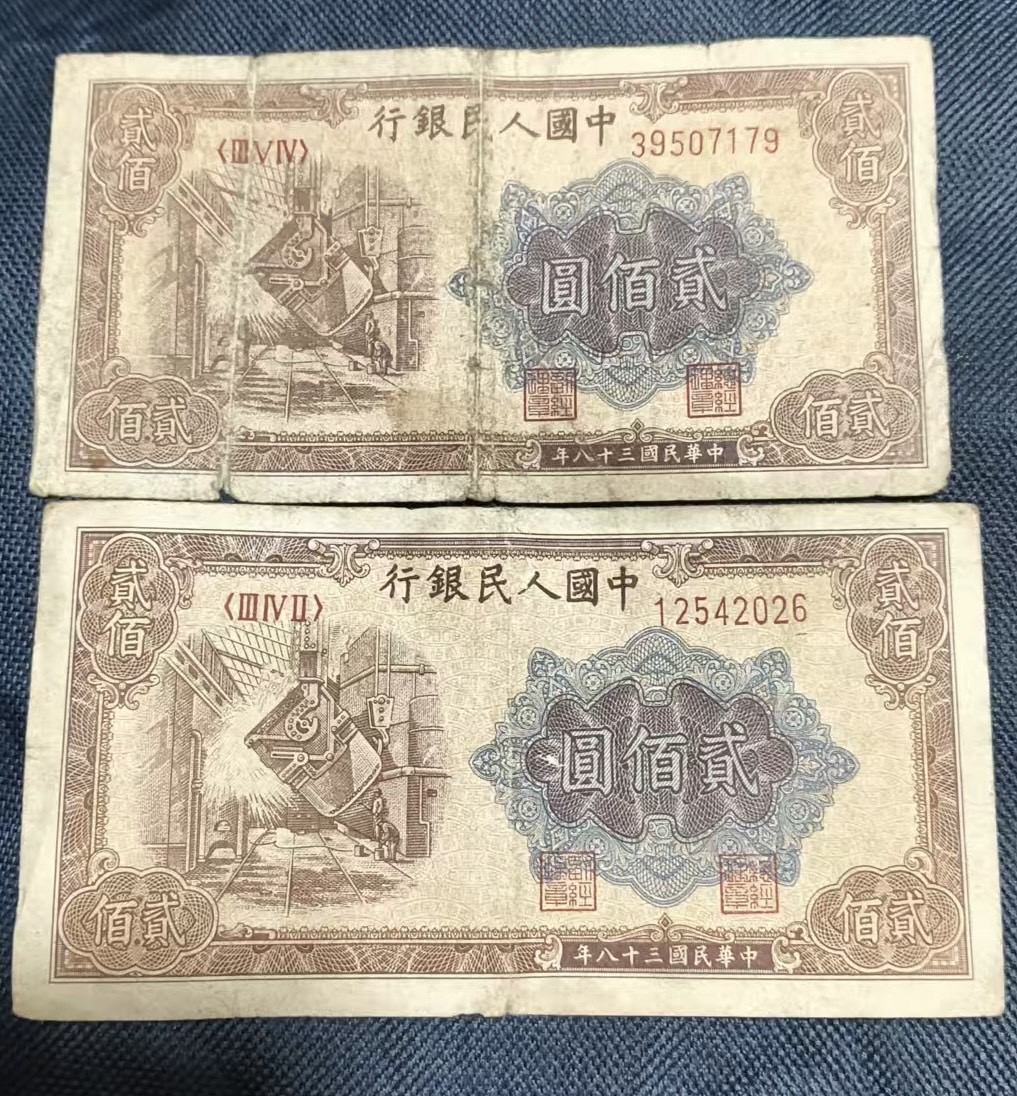 中國人民銀行
貳佰
貳佰
〈ⅢⅤⅣ〉
39507179
貳佰圓
貳佰
貳佰
中華民國三十八年
中國人民銀行
貳佰
貳佰
〈ⅢⅣⅡ〉
12542026
貳佰圓
貳佰
貳佰
中華民國三十八年